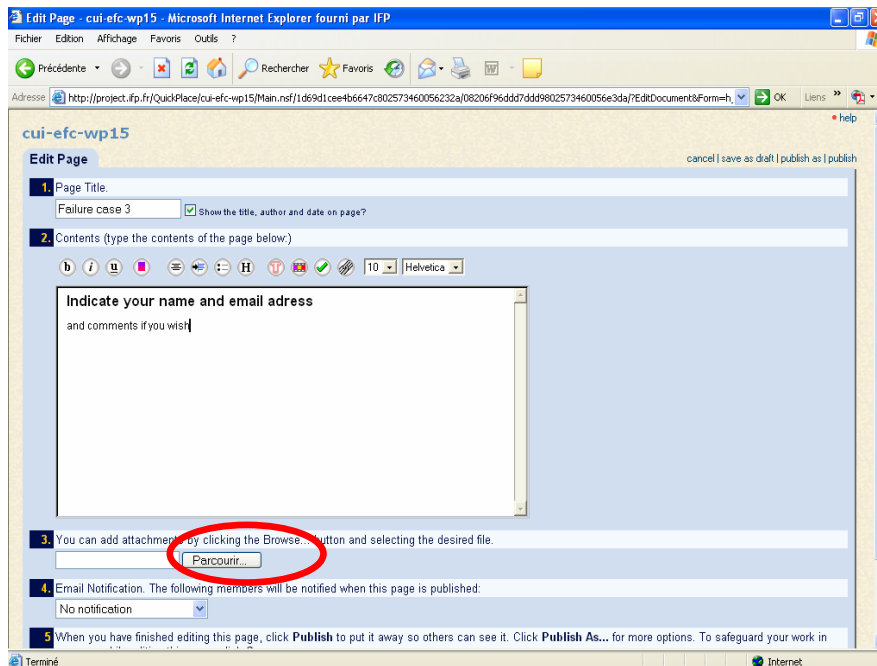 Edit Page - cui-efc-wp15 - Microsoft Internet Explorer fourni par IFP
Fichier Edition Affichage Favoris Outils ?
Précédente Rechercher Favoris
Adresse http://project.ifp.fr/QuickPlace/cui-efc-wp15/Main.nsf/1d69d1cee4b6647c802573460056232a/08206f96ddd7ddd9802573460056e3da/?EditDocument&Form=h_ OK Liens »
help
cui-efc-wp15
Edit Page cancel | save as draft | publish as | publish
1. Page Title.
Failure case 3 Show the title, author and date on page?
2. Contents (type the contents of the page below:)
b i u H T 10 Helvetica
Indicate your name and email adress
and comments if you wish
3. You can add attachments by clicking the Browse... button and selecting the desired file.
Parcourir...
4. Email Notification. The following members will be notified when this page is published:
No notification
5 When you have finished editing this page, click Publish to put it away so others can see it. Click Publish As... for more options. To safeguard your work in
Terminé Internet